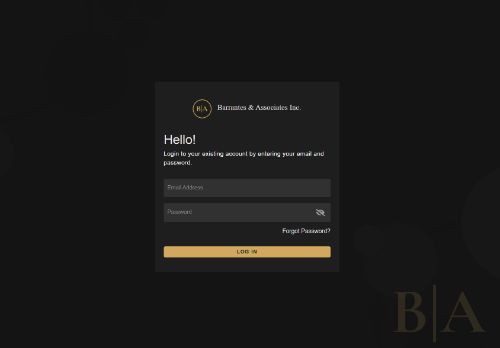 B|A
Barrantes & Associates Inc.
Hello!
Login to your existing account by entering your email and
password.
Email Address
Password
Forgot Password?
LOG IN
B|A